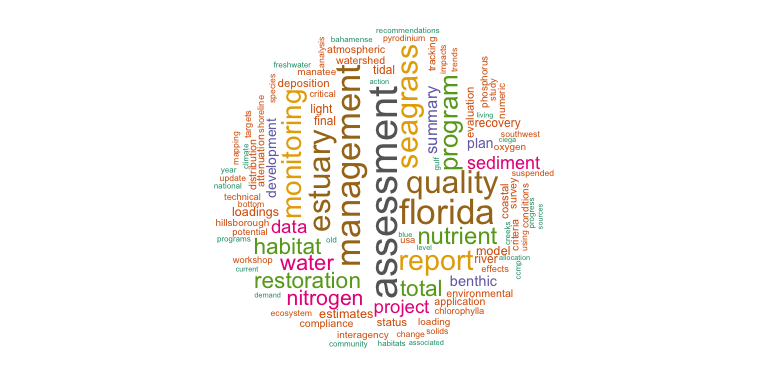 recommendations
bahamense
pyrodinium
analysis
atmospheric
watershed
freshwater
manatee
tidal
seagrass
tracking
impacts
trends
deposition
action
species
critical
management
assessment
summary
program
phosphorus
study
numeric
monitoring
light
final
estuary
living
evaluation
recovery
southwest
targets
shoreline
development
plan
ciega
oxygen
mapping
climate
distribution
attenuation
gulf
sediment
year
update
national
quality
suspended
technical
bottom
loadings
florida
coastal
survey
conditions
progress
sources
hillsborough
potential
data
programs
old
blue
usa
level
nutrient
creeks
criteria
using
habitat
water
report
model
river
allocation
workshop
current
effects
ccmp
restoration
total
benthic
demand
nitrogen
project
environmental
application
ecosystem
estimates
chlorophylla
compliance
status
loading
interagency
change
solids
community
habitats
associated